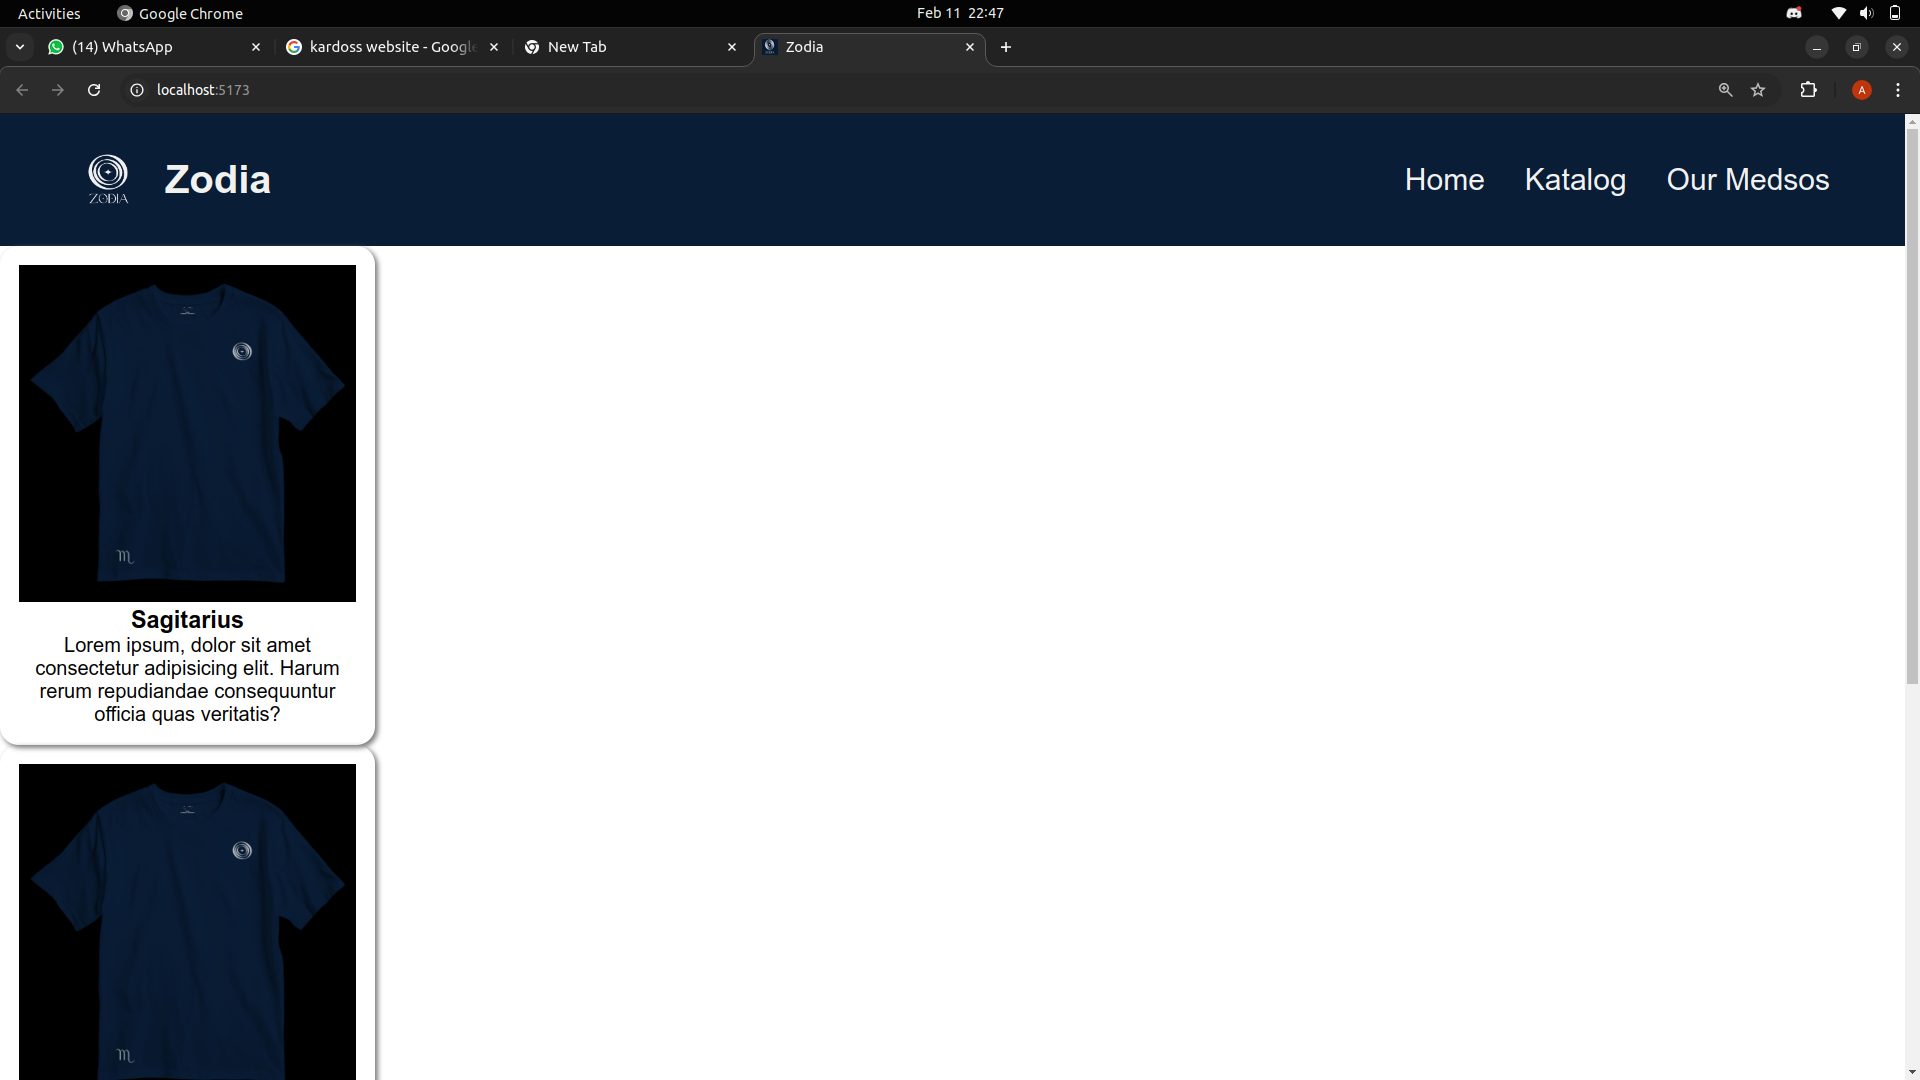 Activities
Google Chrome
Feb 11 22:47
(14) WhatsApp
kardoss website - Google
New Tab
Zodia
localhost:5173
A
ZODIA
Zodia
Home
Katalog
Our Medsos
Sagitarius
Lorem ipsum, dolor sit amet
consectetur adipisicing elit. Harum
rerum repudiandae consequuntur
officia quas veritatis?